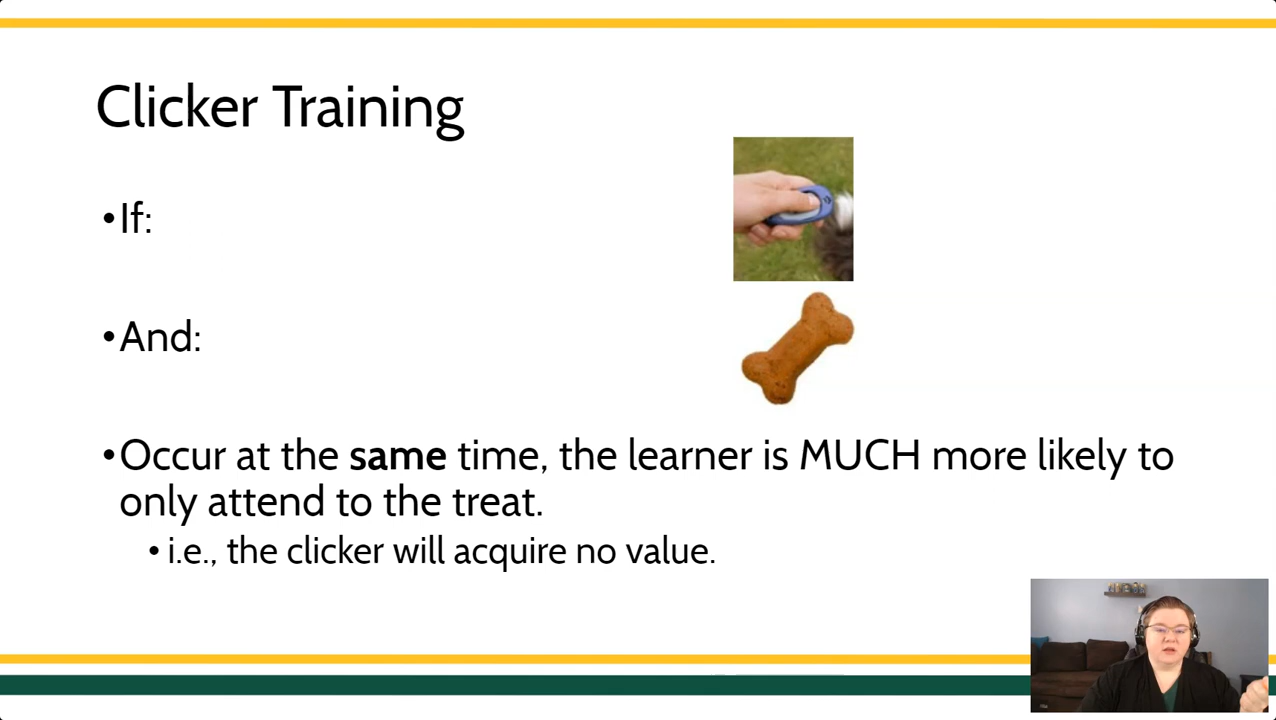 Clicker Training
•If:
•And:
•Occur at the same time, the learner is MUCH more likely to
only attend to the treat.
• i.e., the clicker will acquire no value.